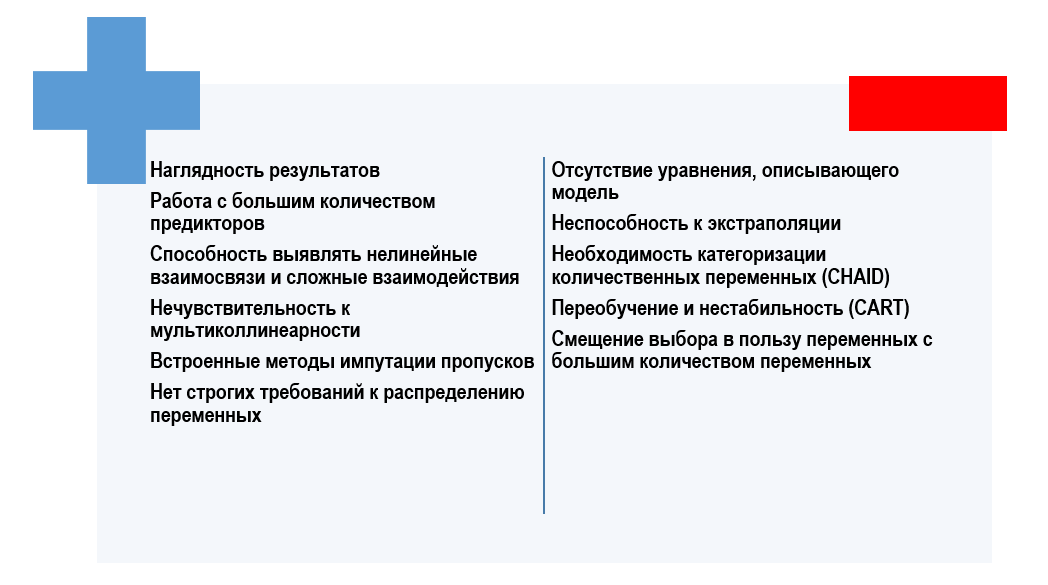 Наглядность результатов
Работа с большим количеством
предикторов
Способность выявлять нелинейные
взаимосвязи и сложные взаимодействия
Нечувствительность к
мультиколлинеарности
Встроенные методы импутации пропусков
Нет строгих требований к распределению
переменных
Отсутствие уравнения, описывающего
модель
Неспособность к экстраполяции
Необходимость категоризации
количественных переменных (CHAID)
Переобучение и нестабильность (CART)
Смещение выбора в пользу переменных с
большим количеством переменных